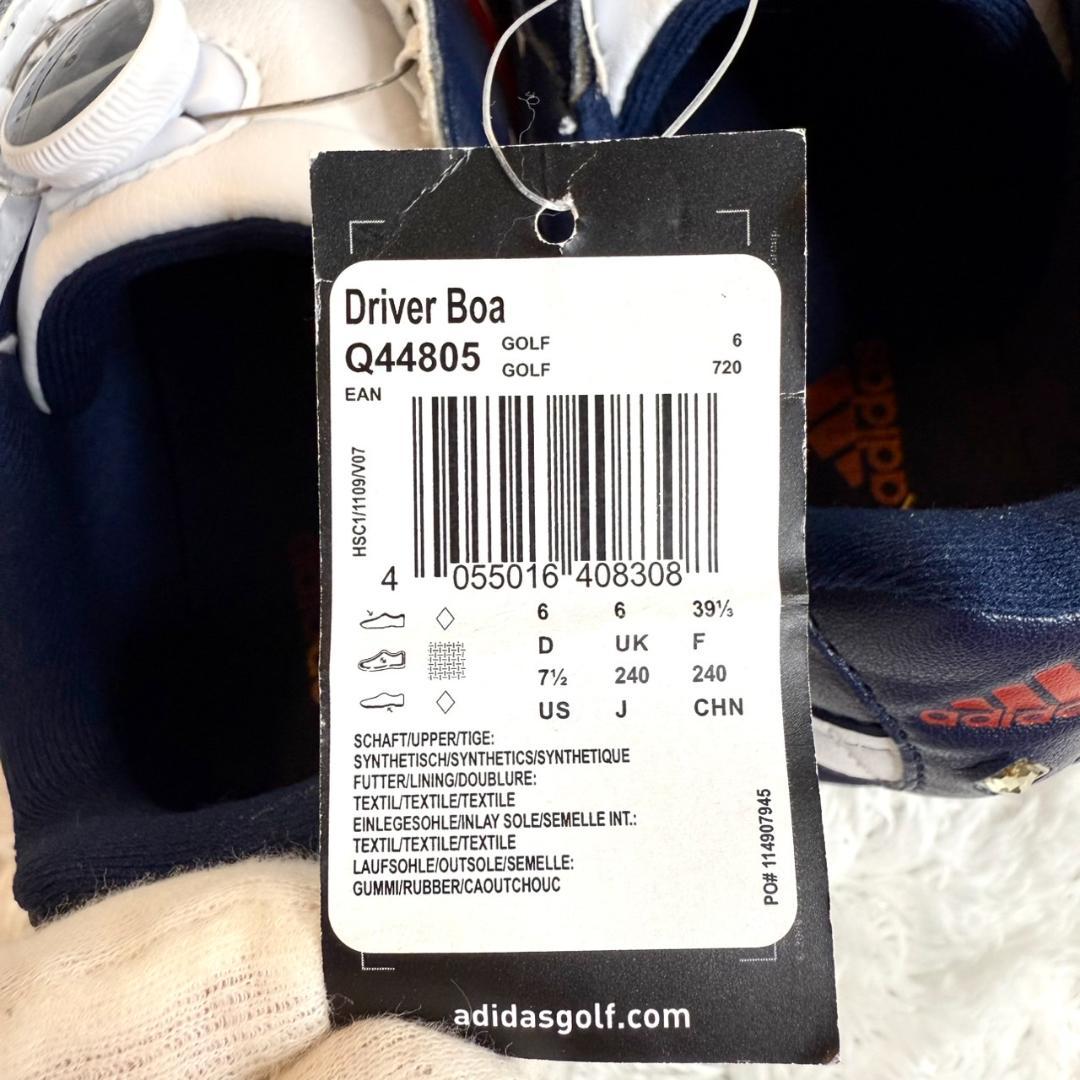 Driver Boa
Q44805 GOLF 6
GOLF 720
EAN
HSC1/1109/V07
4 055016 408308
6 6 39⅓
D UK F
7½ 240 240
US J CHN
SCHAFT/UPPER/TIGE:
SYNTHETISCH/SYNTHETICS/SYNTHETIQUE
FUTTER/LINING/DOUBLURE:
TEXTIL/TEXTILE/TEXTILE
EINLEGESOHLE/INLAY SOLE/SEMELLE INT.:
TEXTIL/TEXTILE/TEXTILE
LAUFSOHLE/OUTSOLE/SEMELLE:
GUMMI/RUBBER/CAOUTCHOUC
PO# 114907945
adidasgolf.com
adidas
adidas